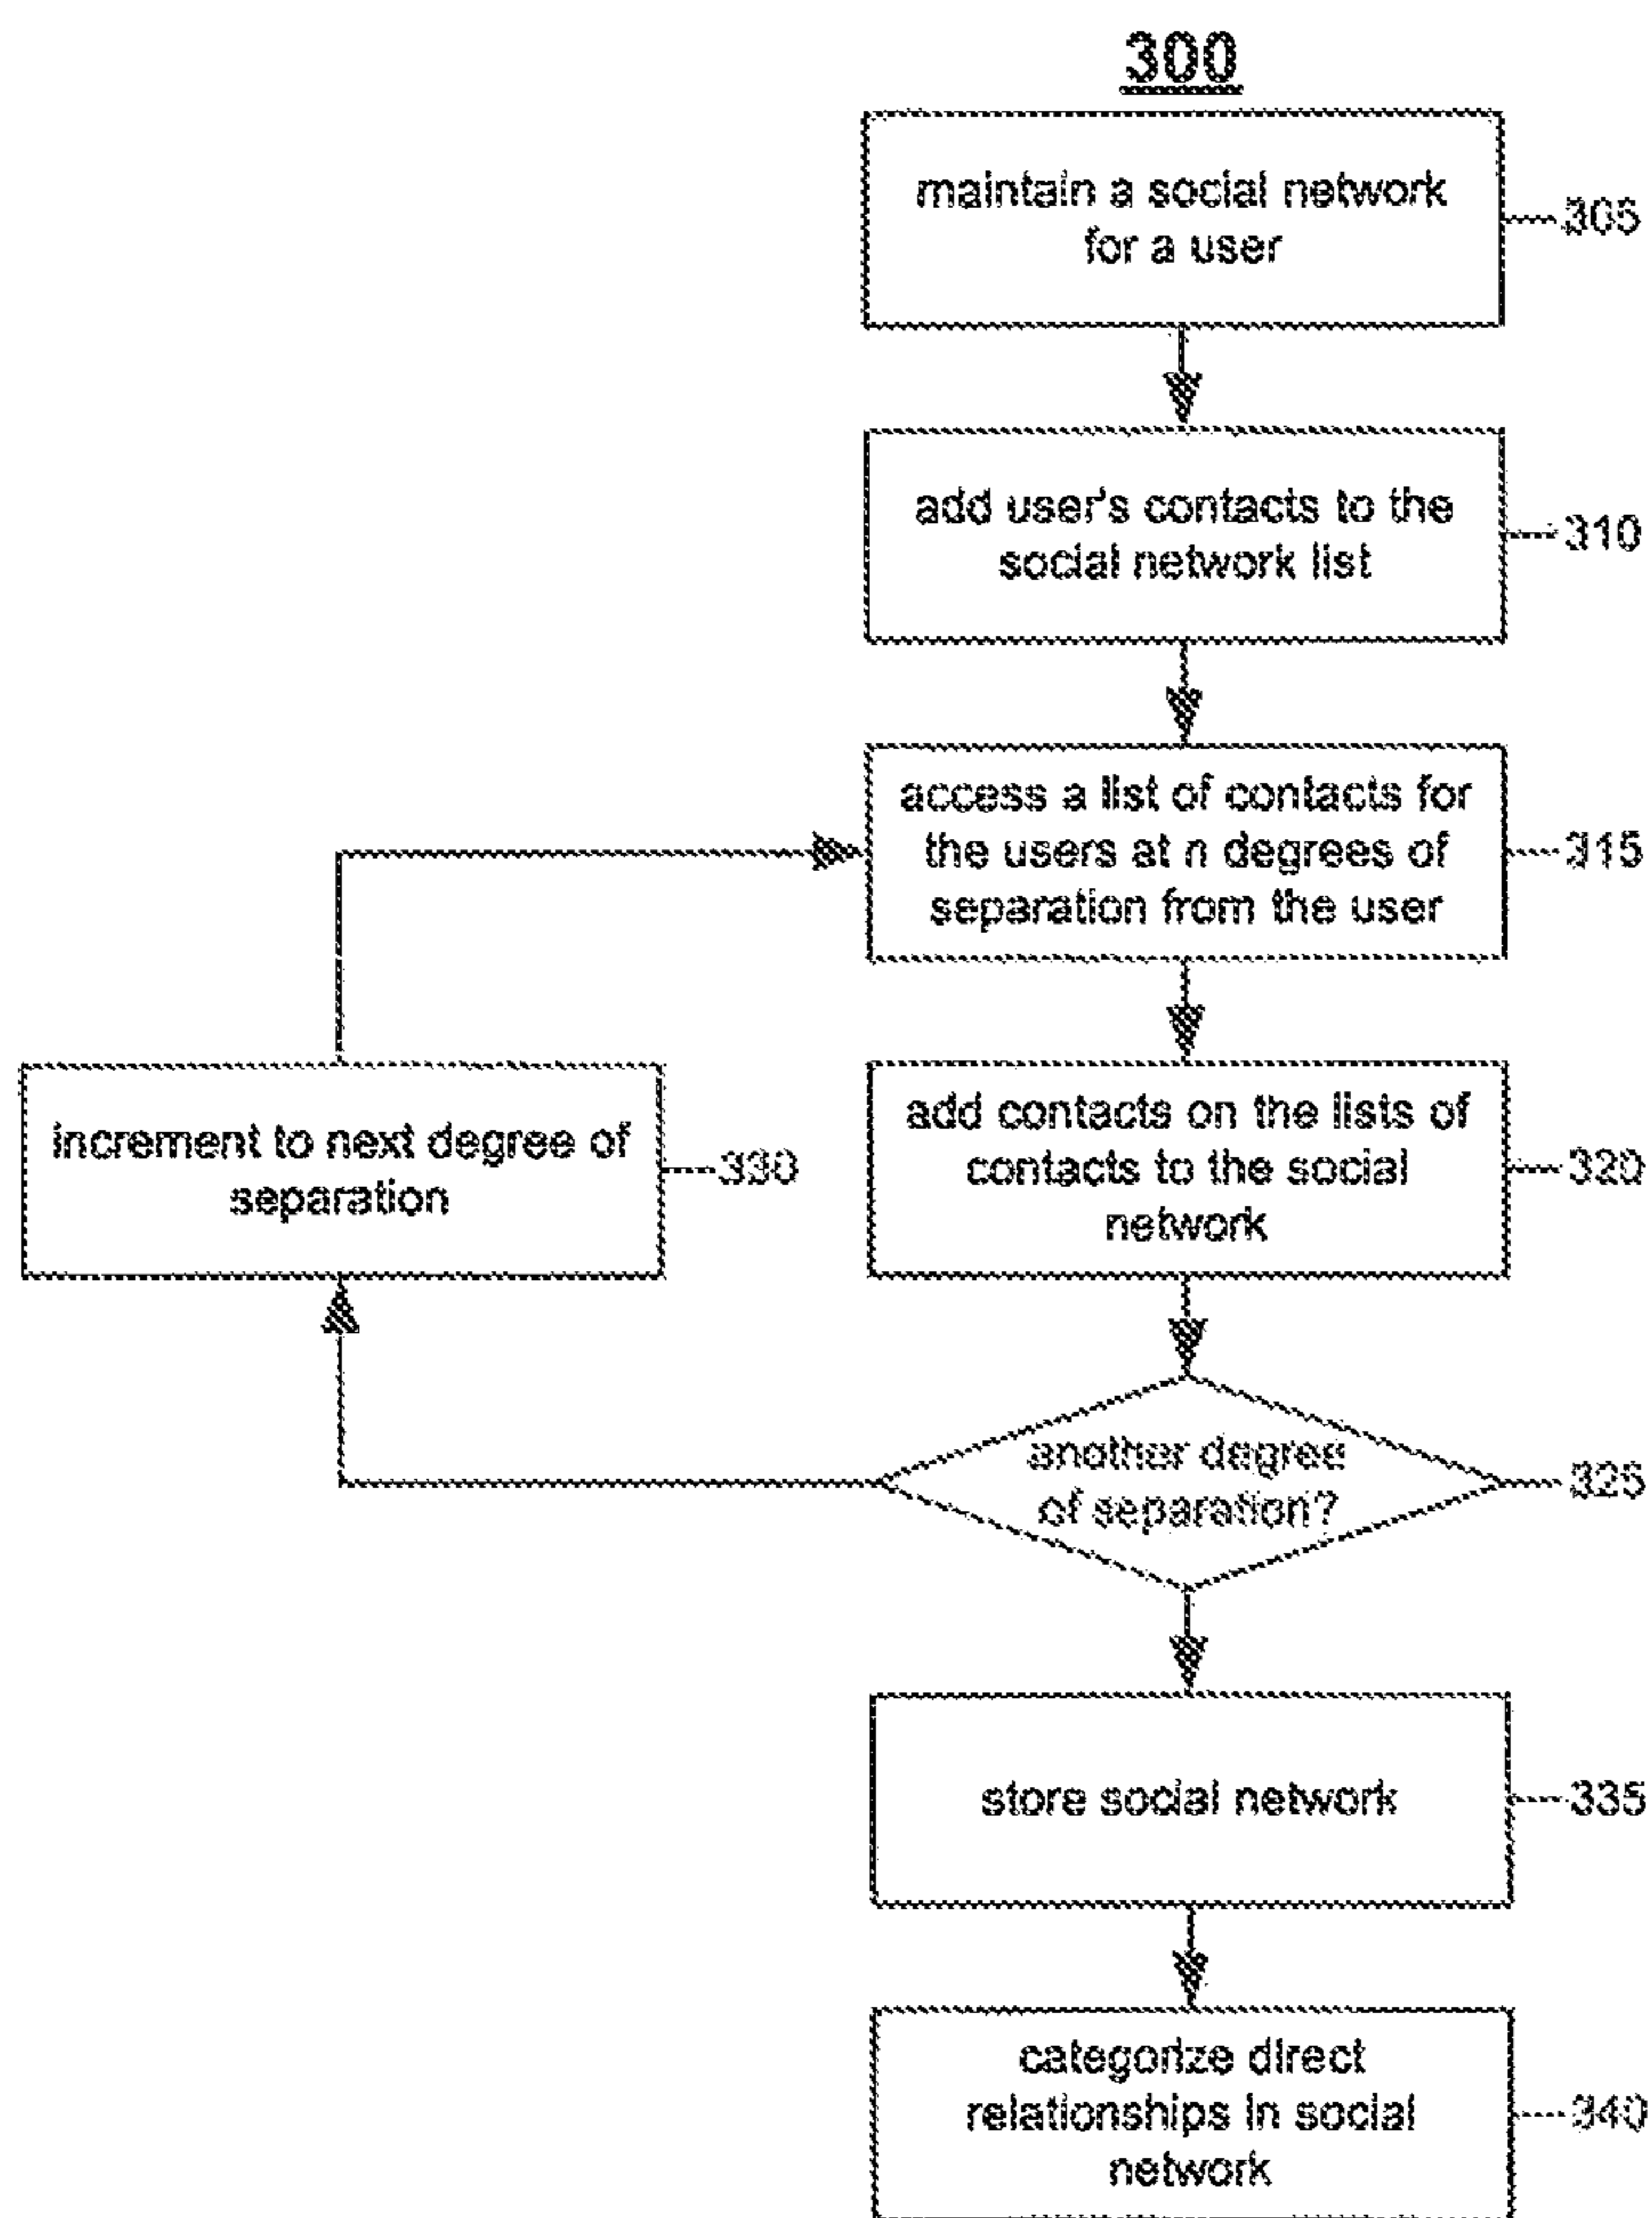 300
maintain a social network
for a user
305
add user's contacts to the
social network list
310
access a list of contacts for
the users at n degrees of
separation from the user
315
add contacts on the lists of
contacts to the social
network
320
increment to next degree of
separation
330
another degree
of separation?
325
store social network
335
categorize direct
relationships in social
network
340